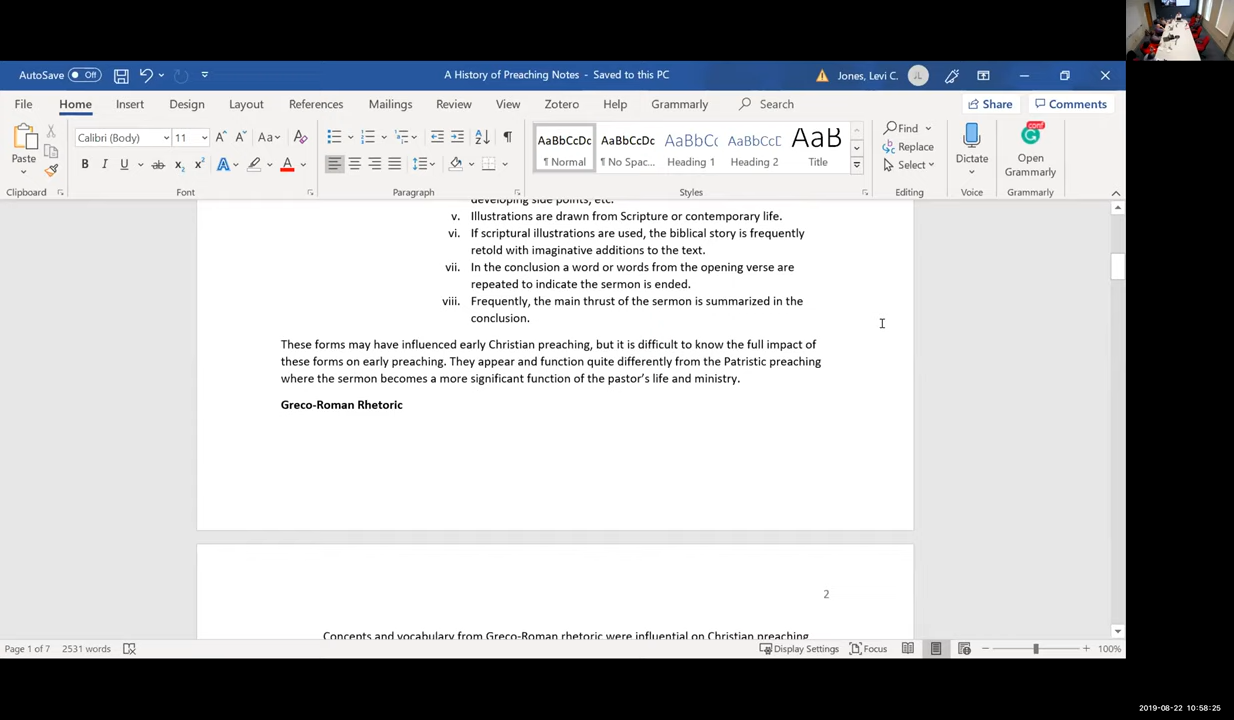 AutoSave Off A History of Preaching Notes - Saved to this PC Jones, Levi C. JL
File Home Insert Design Layout References Mailings Review View Zotero Help Grammarly Search Share Comments
Paste
Clipboard
Calibri (Body) 11
Font
Paragraph
AaBbCcDc Normal
AaBbCcDc No Spac...
AaBbCc Heading 1
AaBbCcD Heading 2
AaB Title
Styles
Find
Replace
Select
Editing
Dictate
Voice
Open Grammarly
Grammarly
developing side points, etc.
v. Illustrations are drawn from Scripture or contemporary life.
vi. If scriptural illustrations are used, the biblical story is frequently
retold with imaginative additions to the text.
vii. In the conclusion a word or words from the opening verse are
repeated to indicate the sermon is ended.
viii. Frequently, the main thrust of the sermon is summarized in the
conclusion.
These forms may have influenced early Christian preaching, but it is difficult to know the full impact of
these forms on early preaching. They appear and function quite differently from the Patristic preaching
where the sermon becomes a more significant function of the pastor's life and ministry.
Greco-Roman Rhetoric
2
Concepts and vocabulary from Greco-Roman rhetoric were influential on Christian preaching
Page 1 of 7 2531 words Display Settings Focus 100%
2019-08-22 10:58:25